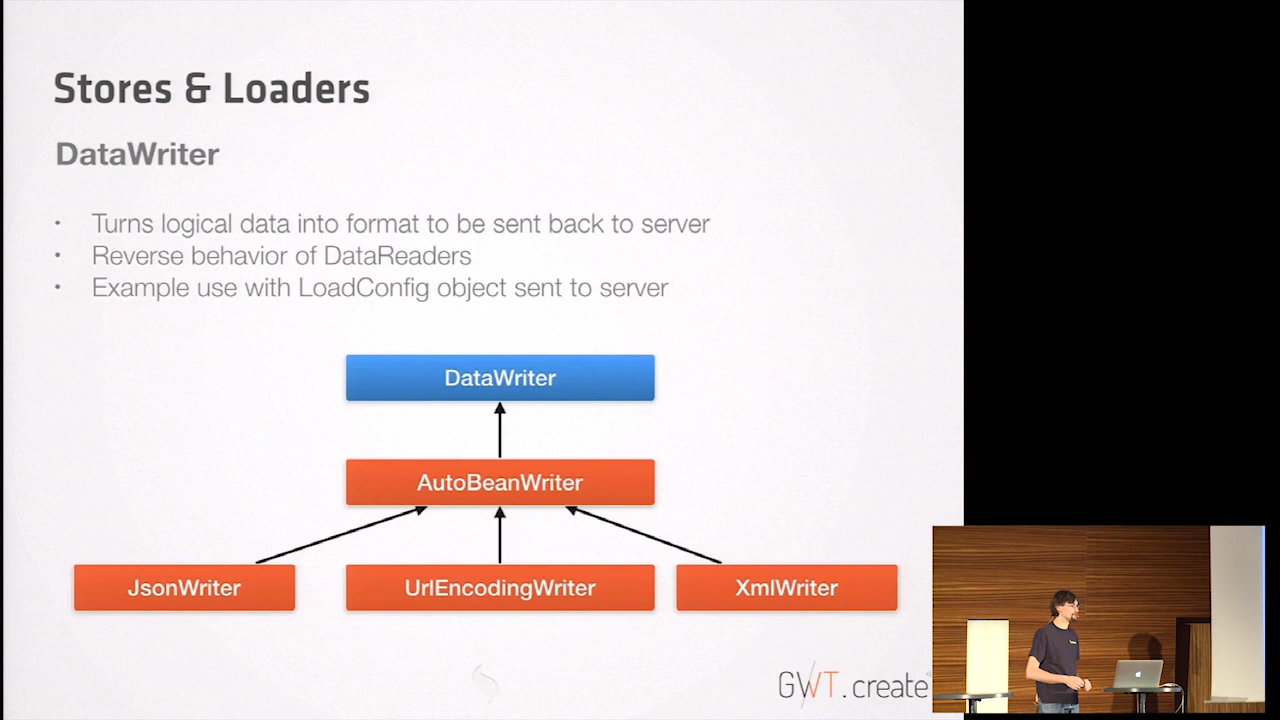 Stores & Loaders
DataWriter
• Turns logical data into format to be sent back to server
• Reverse behavior of DataReaders
• Example use with LoadConfig object sent to server
DataWriter
AutoBeanWriter
JsonWriter UrlEncodingWriter XmlWriter
GWT.create